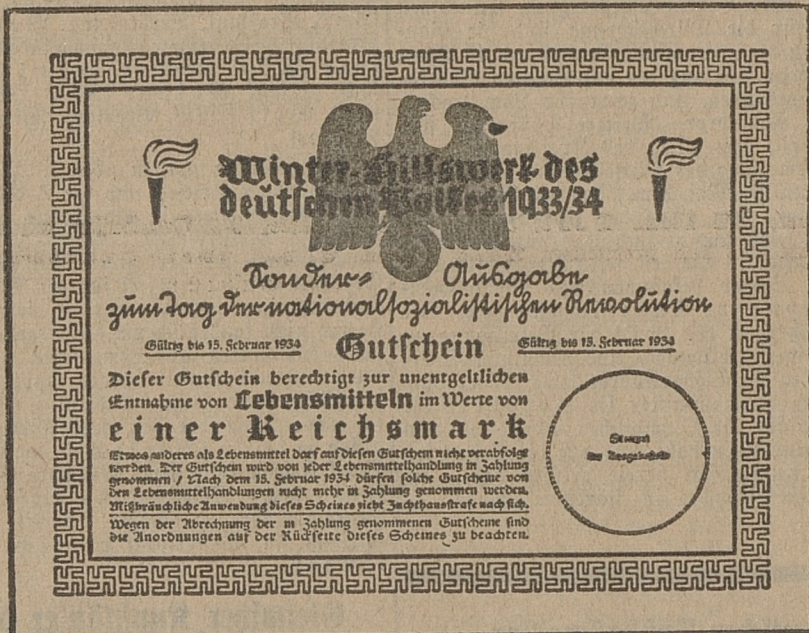 Winter-Hilfswerk des
deutschen Volkes 1933/34
Sonder- Ausgabe
zum Tag der nationalsozialistischen Revolution
Gültig bis 15. Februar 1934 Gutschein Gültig bis 15. Februar 1934
Dieser Gutschein berechtigt zur unentgeltlichen
Entnahme von Lebensmitteln im Werte von
einer Reichsmark
Etwas anderes als Lebensmittel darf auf diesen Gutschein nicht verabfolgt
werden. Der Gutschein wird von jeder Lebensmittelhandlung in Zahlung
genommen / Nach dem 15. Februar 1934 dürfen solche Gutscheine von
den Lebensmittelhandlungen nicht mehr in Zahlung genommen werden.
Mißbräuchliche Anwendung dieses Scheines zieht Zuchthausstrafe nach sich.
Wegen der Abrechnung der in Zahlung genommenen Gutscheine sind
die Anordnungen auf der Rückseite dieses Scheines zu beachten.
Stempel
der Ausgabestelle